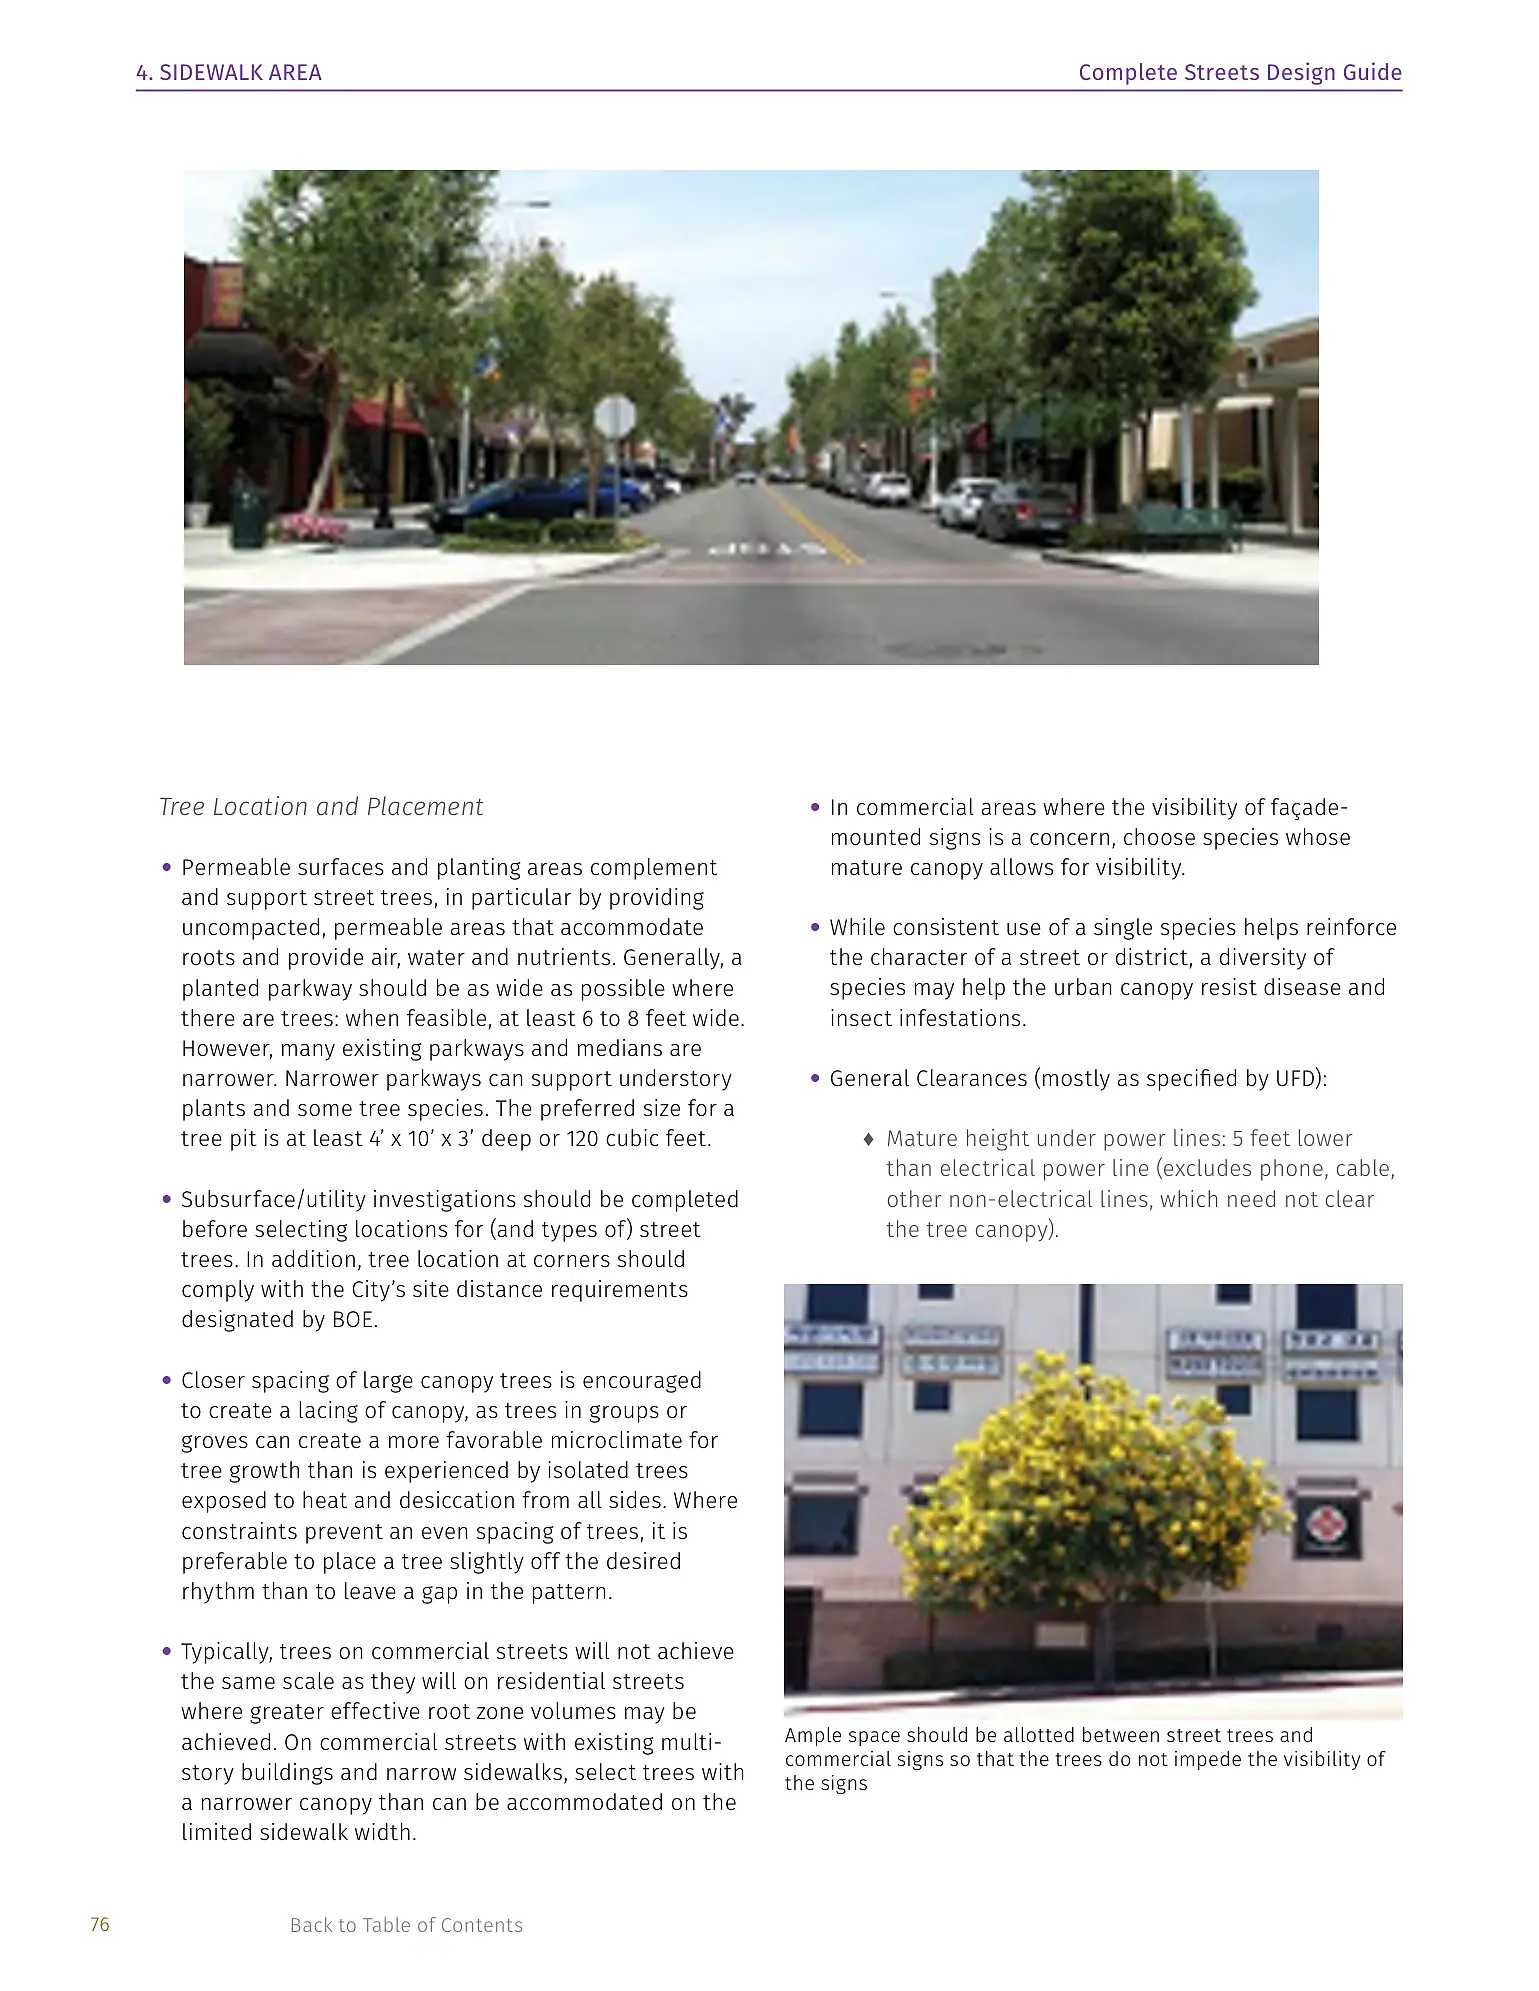 4. SIDEWALK AREA
Complete Streets Design Guide
STOP
Tree Location and Placement
• Permeable surfaces and planting areas complement
and support street trees, in particular by providing
uncompacted, permeable areas that accommodate
roots and provide air, water and nutrients. Generally, a
planted parkway should be as wide as possible where
there are trees: when feasible, at least 6 to 8 feet wide.
However, many existing parkways and medians are
narrower. Narrower parkways can support understory
plants and some tree species. The preferred size for a
tree pit is at least 4’ x 10’ x 3’ deep or 120 cubic feet.
• Subsurface/utility investigations should be completed
before selecting locations for (and types of) street
trees. In addition, tree location at corners should
comply with the City’s site distance requirements
designated by BOE.
• Closer spacing of large canopy trees is encouraged
to create a lacing of canopy, as trees in groups or
groves can create a more favorable microclimate for
tree growth than is experienced by isolated trees
exposed to heat and desiccation from all sides. Where
constraints prevent an even spacing of trees, it is
preferable to place a tree slightly off the desired
rhythm than to leave a gap in the pattern.
• Typically, trees on commercial streets will not achieve
the same scale as they will on residential streets
where greater effective root zone volumes may be
achieved. On commercial streets with existing multi-
story buildings and narrow sidewalks, select trees with
a narrower canopy than can be accommodated on the
limited sidewalk width.
• In commercial areas where the visibility of façade-
mounted signs is a concern, choose species whose
mature canopy allows for visibility.
• While consistent use of a single species helps reinforce
the character of a street or district, a diversity of
species may help the urban canopy resist disease and
insect infestations.
• General Clearances (mostly as specified by UFD):
♦ Mature height under power lines: 5 feet lower
than electrical power line (excludes phone, cable,
other non-electrical lines, which need not clear
the tree canopy).
Ample space should be allotted between street trees and
commercial signs so that the trees do not impede the visibility of
the signs
76
Back to Table of Contents